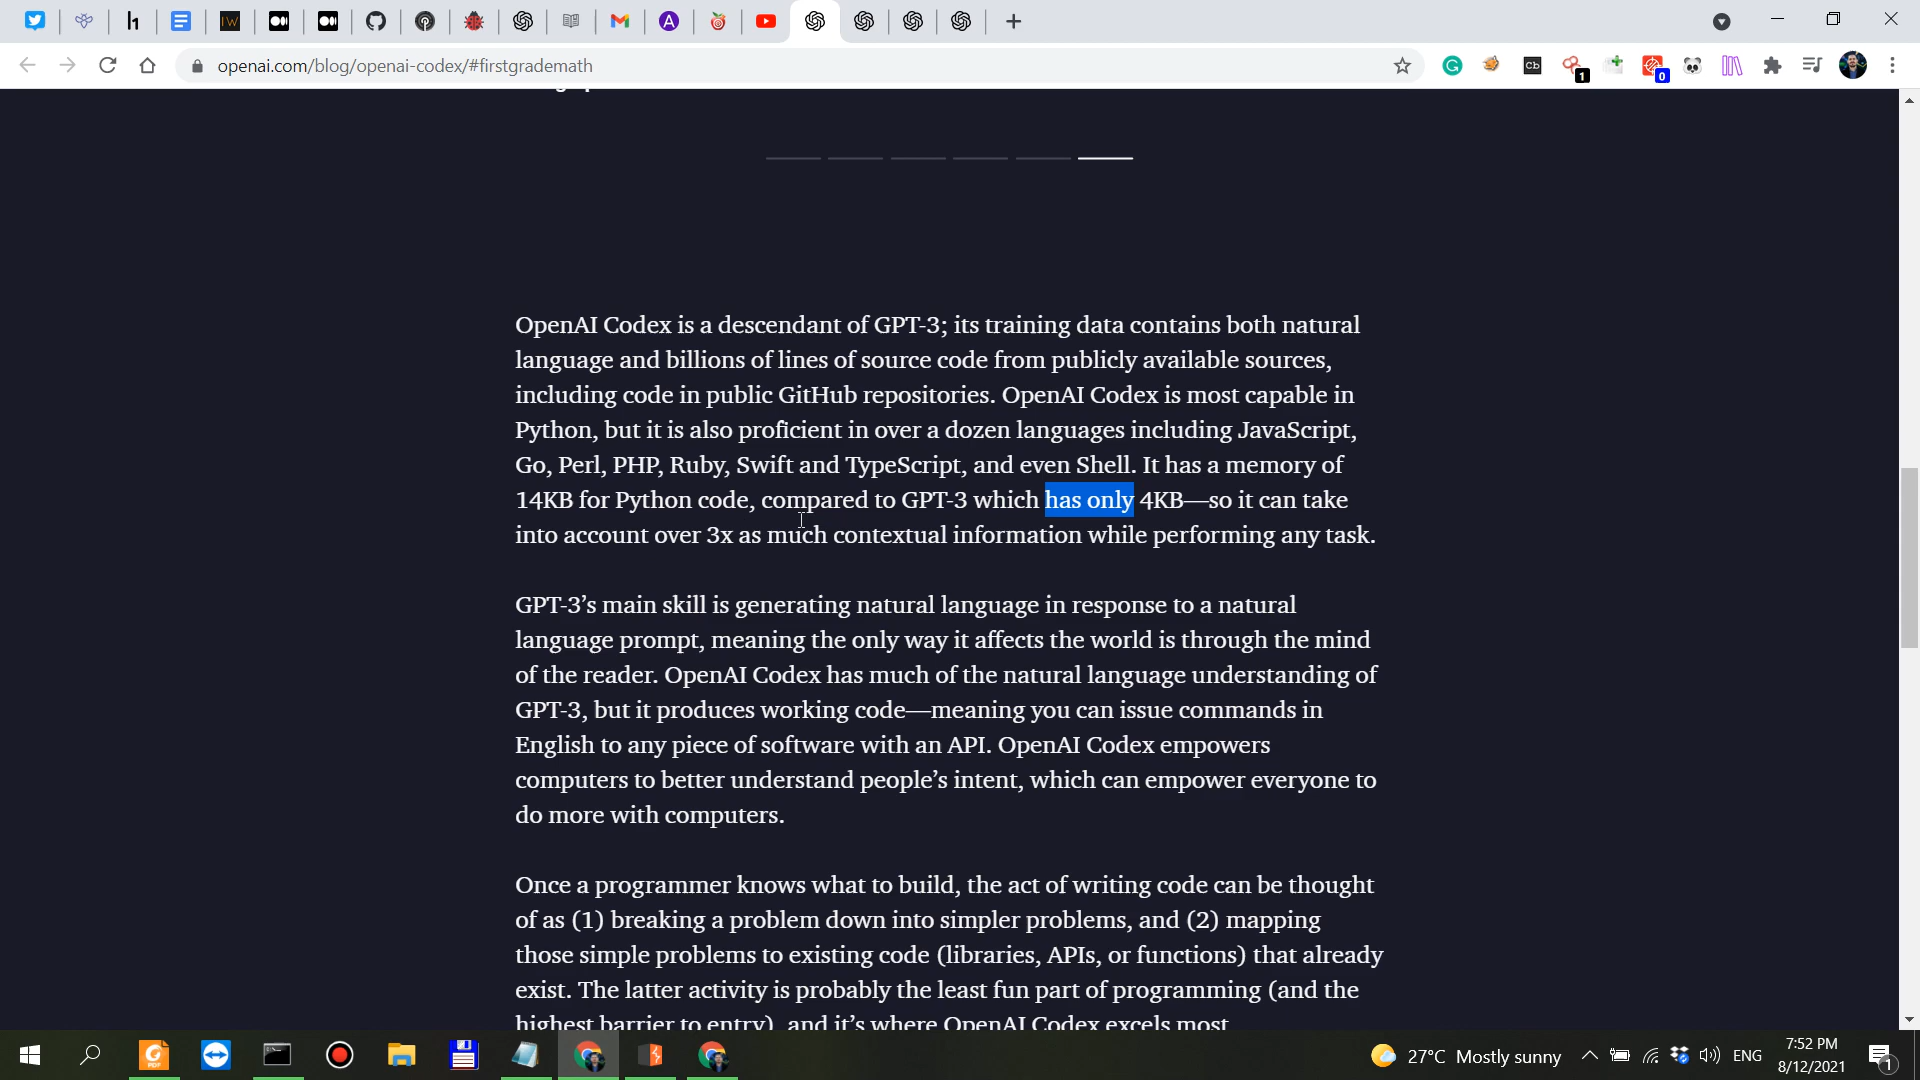 openai.com/blog/openai-codex/#firstgrademath
OpenAI Codex is a descendant of GPT-3; its training data contains both natural
language and billions of lines of source code from publicly available sources,
including code in public GitHub repositories. OpenAI Codex is most capable in
Python, but it is also proficient in over a dozen languages including JavaScript,
Go, Perl, PHP, Ruby, Swift and TypeScript, and even Shell. It has a memory of
14KB for Python code, compared to GPT-3 which has only 4KB—so it can take
into account over 3x as much contextual information while performing any task.
GPT-3’s main skill is generating natural language in response to a natural
language prompt, meaning the only way it affects the world is through the mind
of the reader. OpenAI Codex has much of the natural language understanding of
GPT-3, but it produces working code—meaning you can issue commands in
English to any piece of software with an API. OpenAI Codex empowers
computers to better understand people’s intent, which can empower everyone to
do more with computers.
Once a programmer knows what to build, the act of writing code can be thought
of as (1) breaking a problem down into simpler problems, and (2) mapping
those simple problems to existing code (libraries, APIs, or functions) that already
exist. The latter activity is probably the least fun part of programming (and the
highest barrier to entry), and it’s where OpenAI Codex excels most.
27°C Mostly sunny
ENG
7:52 PM
8/12/2021
1